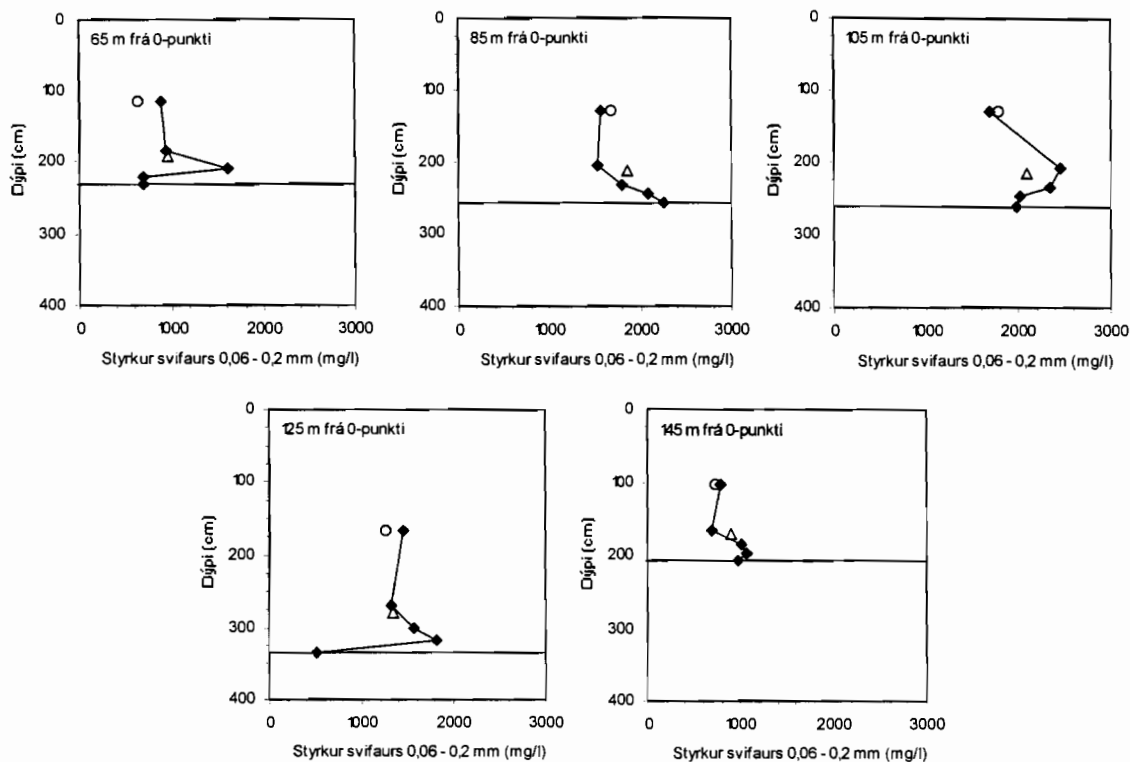 65 m frá 0-punkti
0
100
200
300
400
Dýpi (cm)
0 1000 2000 3000
Styrkur svifaurs 0,06 - 0,2 mm (mg/l)
85 m frá 0-punkti
0
100
200
300
400
Dýpi (cm)
0 1000 2000 3000
Styrkur svifaurs 0,06 - 0,2 mm (mg/l)
105 m frá 0-punkti
0
100
200
300
400
Dýpi (cm)
0 1000 2000 3000
Styrkur svifaurs 0,06 - 0,2 mm (mg/l)
125 m frá 0-punkti
0
100
200
300
400
Dýpi (cm)
0 1000 2000 3000
Styrkur svifaurs 0,06 - 0,2 mm (mg/l)
145 m frá 0-punkti
0
100
200
300
400
Dýpi (cm)
0 1000 2000 3000
Styrkur svifaurs 0,06 - 0,2 mm (mg/l)